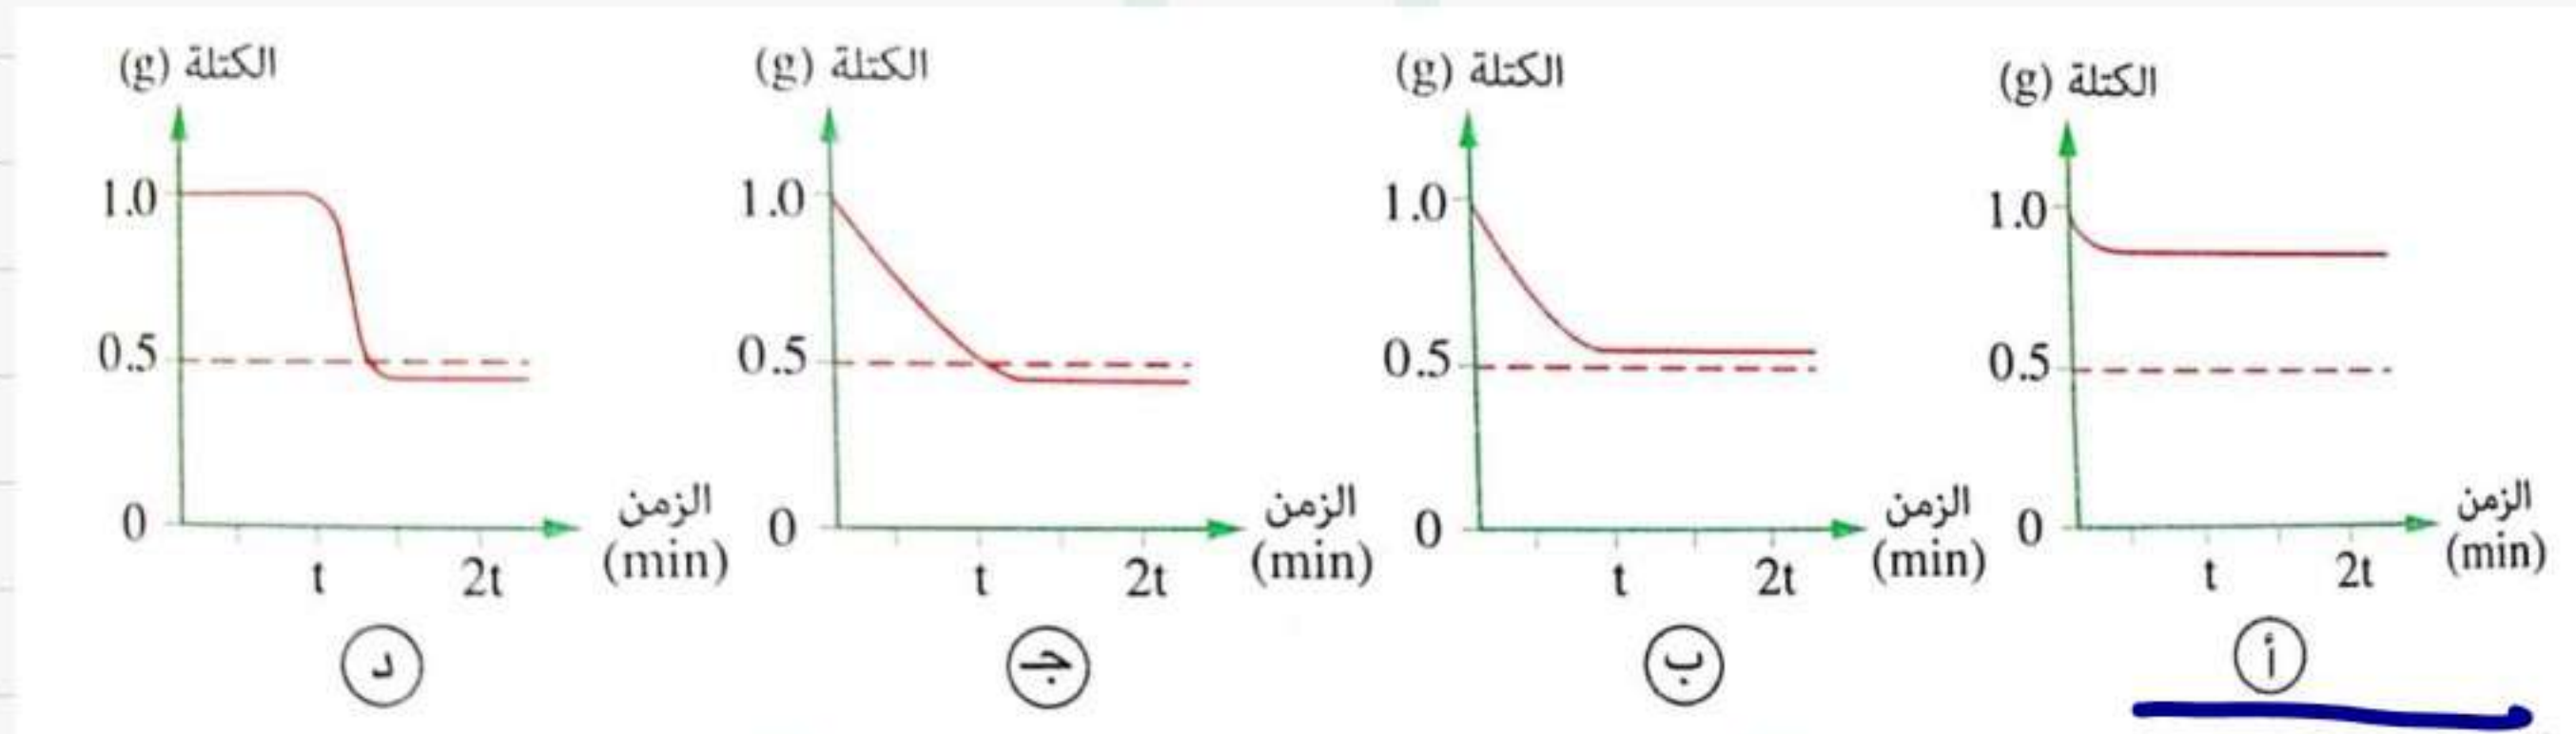 الكتلة (g)
1.0
0.5
0
t
2t
الزمن
(min)
أ
الكتلة (g)
1.0
0.5
0
t
2t
الزمن
(min)
ب
الكتلة (g)
1.0
0.5
0
t
2t
الزمن
(min)
جـ
الكتلة (g)
1.0
0.5
0
t
2t
الزمن
(min)
د